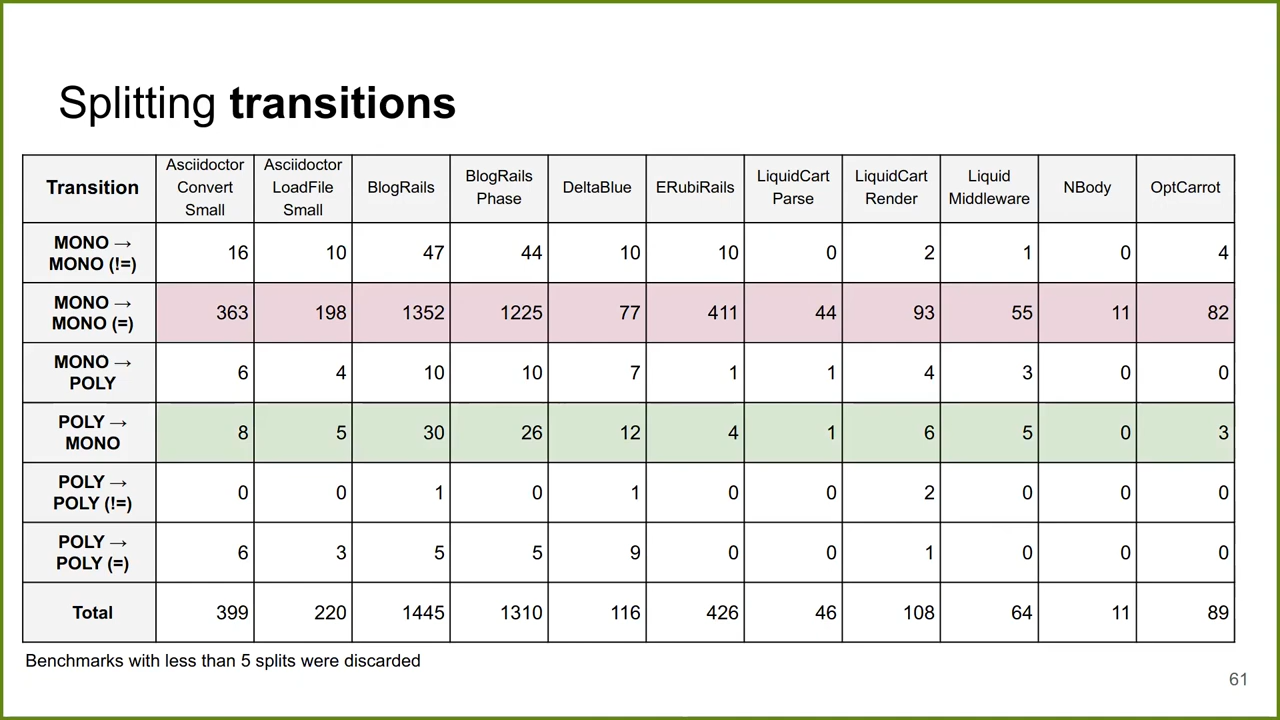 Splitting transitions
Transition
Asciidoctor
Convert
Small
Asciidoctor
LoadFile
Small
BlogRails
BlogRails
Phase
DeltaBlue
ERubiRails
LiquidCart
Parse
LiquidCart
Render
Liquid
Middleware
NBody
OptCarrot
MONO →
MONO (!=)
16 10 47 44 10 10 0 2 1 0 4
MONO →
MONO (=)
363 198 1352 1225 77 411 44 93 55 11 82
MONO →
POLY
6 4 10 10 7 1 1 4 3 0 0
POLY →
MONO
8 5 30 26 12 4 1 6 5 0 3
POLY →
POLY (!=)
0 0 1 0 1 0 0 2 0 0 0
POLY →
POLY (=)
6 3 5 5 9 0 0 1 0 0 0
Total 399 220 1445 1310 116 426 46 108 64 11 89
Benchmarks with less than 5 splits were discarded
61